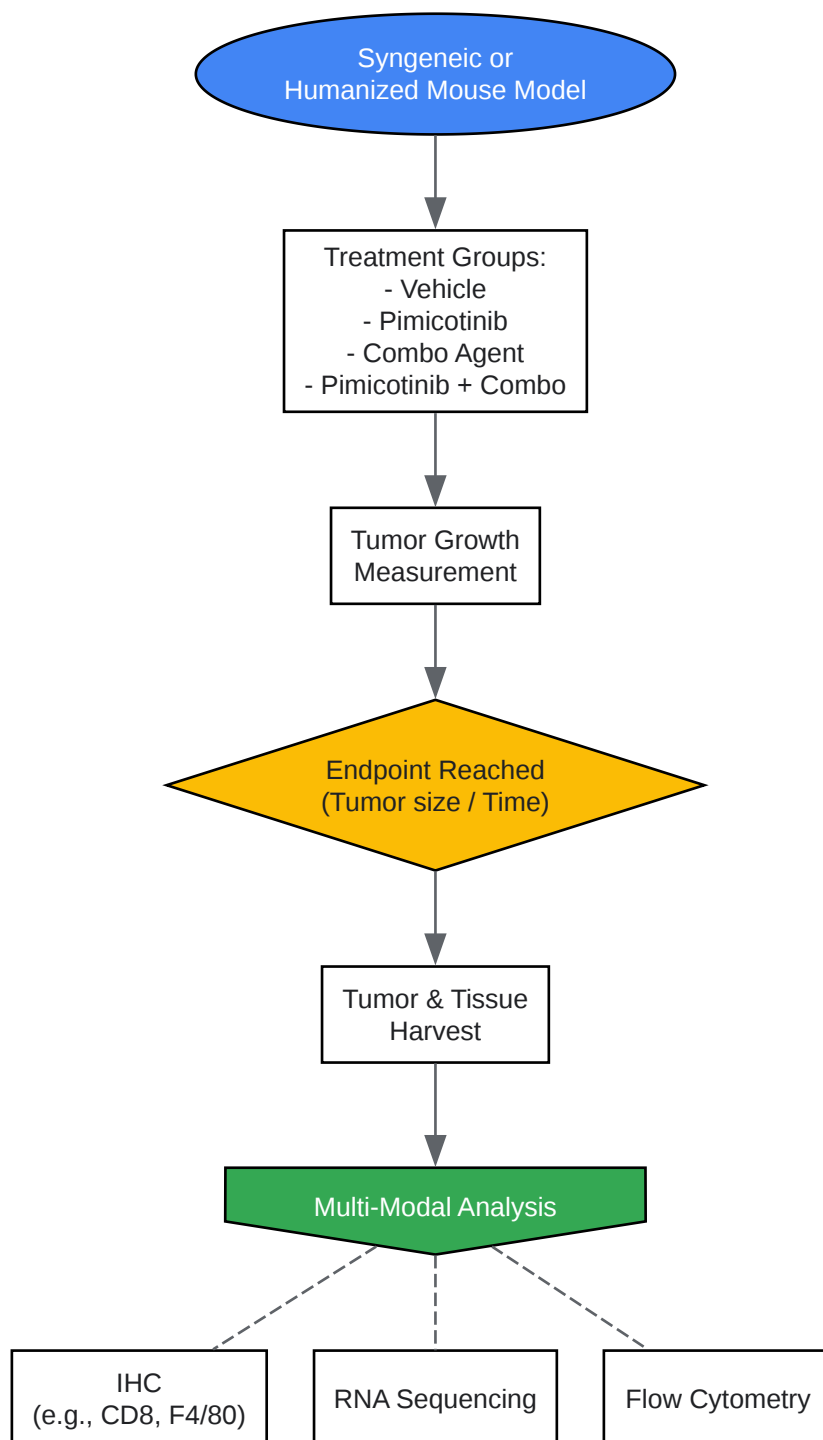 Syngeneic or
Humanized Mouse Model
Treatment Groups:
- Vehicle
- Pimicotinib
- Combo Agent
- Pimicotinib + Combo
Tumor Growth
Measurement
Endpoint Reached
(Tumor size / Time)
Tumor & Tissue
Harvest
Multi-Modal Analysis
IHC
(e.g., CD8, F4/80)
RNA Sequencing
Flow Cytometry